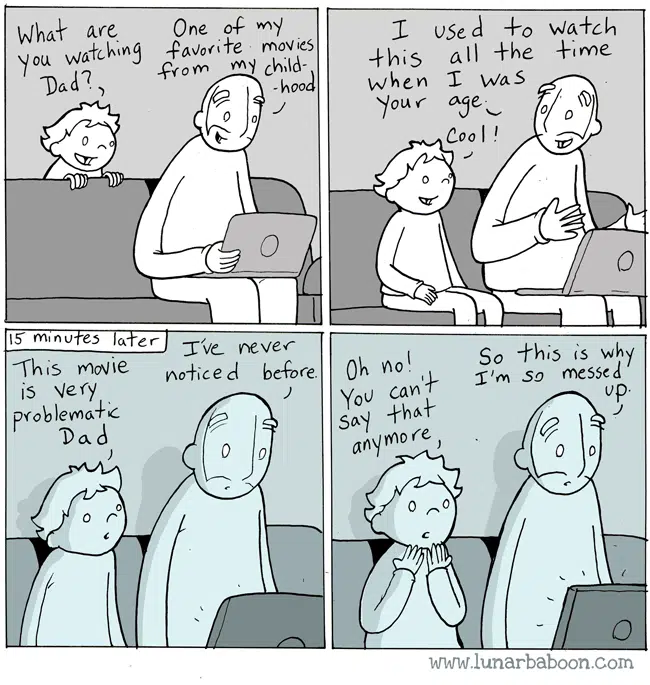 What are
you watching
Dad?
One of my
favorite movies
from my child-
-hood
I used to watch
this all the time
when I was
your age.
Cool!
15 minutes later
This movie
is very
problematic
Dad
I've never
noticed before.
Oh no!
You can't
say that
anymore,
So this is why
I'm so messed
up.
www.lunarbaboon.com